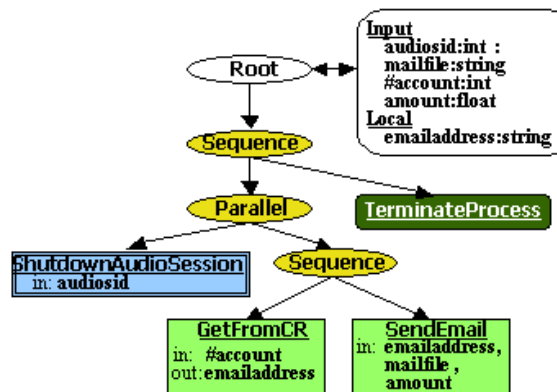 Input
audiosid:int :
mailfile:string
#account:int
amount:float
Local
emailaddress:string
Root
Sequence
Parallel
TerminateProcess
ShutdownAudioSession
in: audiosid
Sequence
GetFromCR
in: #account
out:emailaddress
SendEmail
in: emailaddress,
mailfile ,
amount